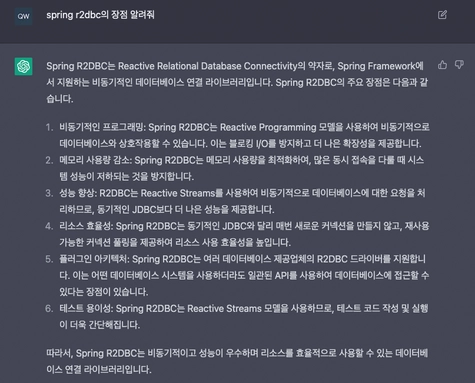 QW
spring r2dbc의 장점 알려줘
Spring R2DBC는 Reactive Relational Database Connectivity의 약자로, Spring Framework에
서 지원하는 비동기적인 데이터베이스 연결 라이브러리입니다. Spring R2DBC의 주요 장점은 다음과 같
습니다.
1. 비동기적인 프로그래밍: Spring R2DBC는 Reactive Programming 모델을 사용하여 비동기적으로
데이터베이스와 상호작용할 수 있습니다. 이는 블로킹 I/O를 방지하고 더 나은 확장성을 제공합니다.
2. 메모리 사용량 감소: Spring R2DBC는 메모리 사용량을 최적화하여, 많은 동시 접속을 다룰 때 시스
템 성능이 저하되는 것을 방지합니다.
3. 성능 향상: R2DBC는 Reactive Streams를 사용하여 비동기적으로 데이터베이스에 대한 요청을 처
리하므로, 동기적인 JDBC보다 더 나은 성능을 제공합니다.
4. 리소스 효율성: Spring R2DBC는 동기적인 JDBC와 달리 매번 새로운 커넥션을 만들지 않고, 재사용
가능한 커넥션 풀링을 제공하여 리소스 사용 효율성을 높입니다.
5. 플러그인 아키텍처: Spring R2DBC는 여러 데이터베이스 제공업체의 R2DBC 드라이버를 지원합니
다. 이는 어떤 데이터베이스 시스템을 사용하더라도 일관된 API를 사용하여 데이터베이스에 접근할 수
있다는 장점이 있습니다.
6. 테스트 용이성: Spring R2DBC는 Reactive Streams 모델을 사용하므로, 테스트 코드 작성 및 실행
이 더욱 간단해집니다.
따라서, Spring R2DBC는 비동기적이고 성능이 우수하며 리소스를 효율적으로 사용할 수 있는 데이터베
이스 연결 라이브러리입니다.